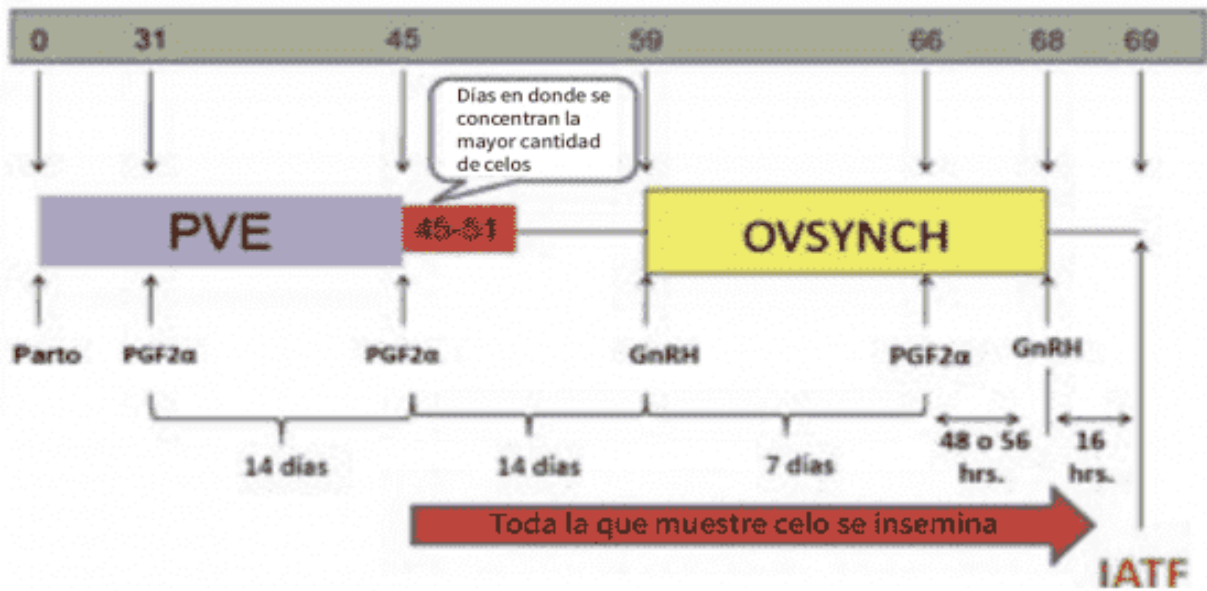 0 31 45 59 66 68 69
Días en donde se
concentran la
mayor cantidad
de celos
PVE
45-51
OVSYNCH
Parto PGF2α PGF2α GnRH PGF2α GnRH
14 días 14 días 7 días
48 o 56
hrs.
16
hrs.
Toda la que muestre celo se insemina
IATF